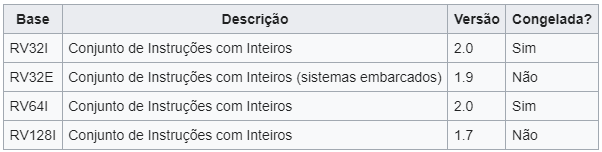 Base Descrição Versão Congelada?
RV32I Conjunto de Instruções com Inteiros 2.0 Sim
RV32E Conjunto de Instruções com Inteiros (sistemas embarcados) 1.9 Não
RV64I Conjunto de Instruções com Inteiros 2.0 Sim
RV128I Conjunto de Instruções com Inteiros 1.7 Não